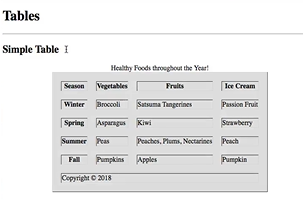 Tables
Simple Table
Healthy Foods throughout the Year!
Season Vegetables Fruits Ice Cream
Winter Broccoli Satsuma Tangerines Passion Fruit
Spring Asparagus Kiwi Strawberry
Summer Peas Peaches, Plums, Nectarines Peach
Fall Pumpkins Apples Pumpkin
Copyright © 2018